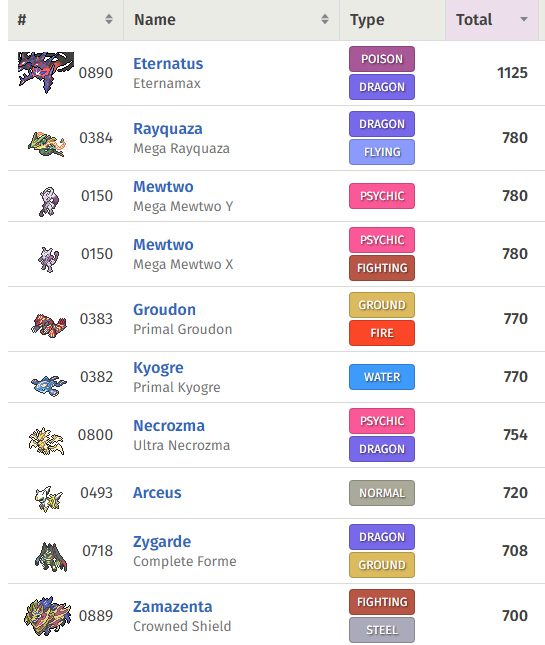 # Name Type Total
0890 Eternatus POISON 1125
Eternamax DRAGON
0384 Rayquaza DRAGON 780
Mega Rayquaza FLYING
0150 Mewtwo PSYCHIC 780
Mega Mewtwo Y
0150 Mewtwo PSYCHIC 780
Mega Mewtwo X FIGHTING
0383 Groudon GROUND 770
Primal Groudon FIRE
0382 Kyogre WATER 770
Primal Kyogre
0800 Necrozma PSYCHIC 754
Ultra Necrozma DRAGON
0493 Arceus NORMAL 720
0718 Zygarde DRAGON 708
Complete Forme GROUND
0889 Zamazenta FIGHTING 700
Crowned Shield STEEL